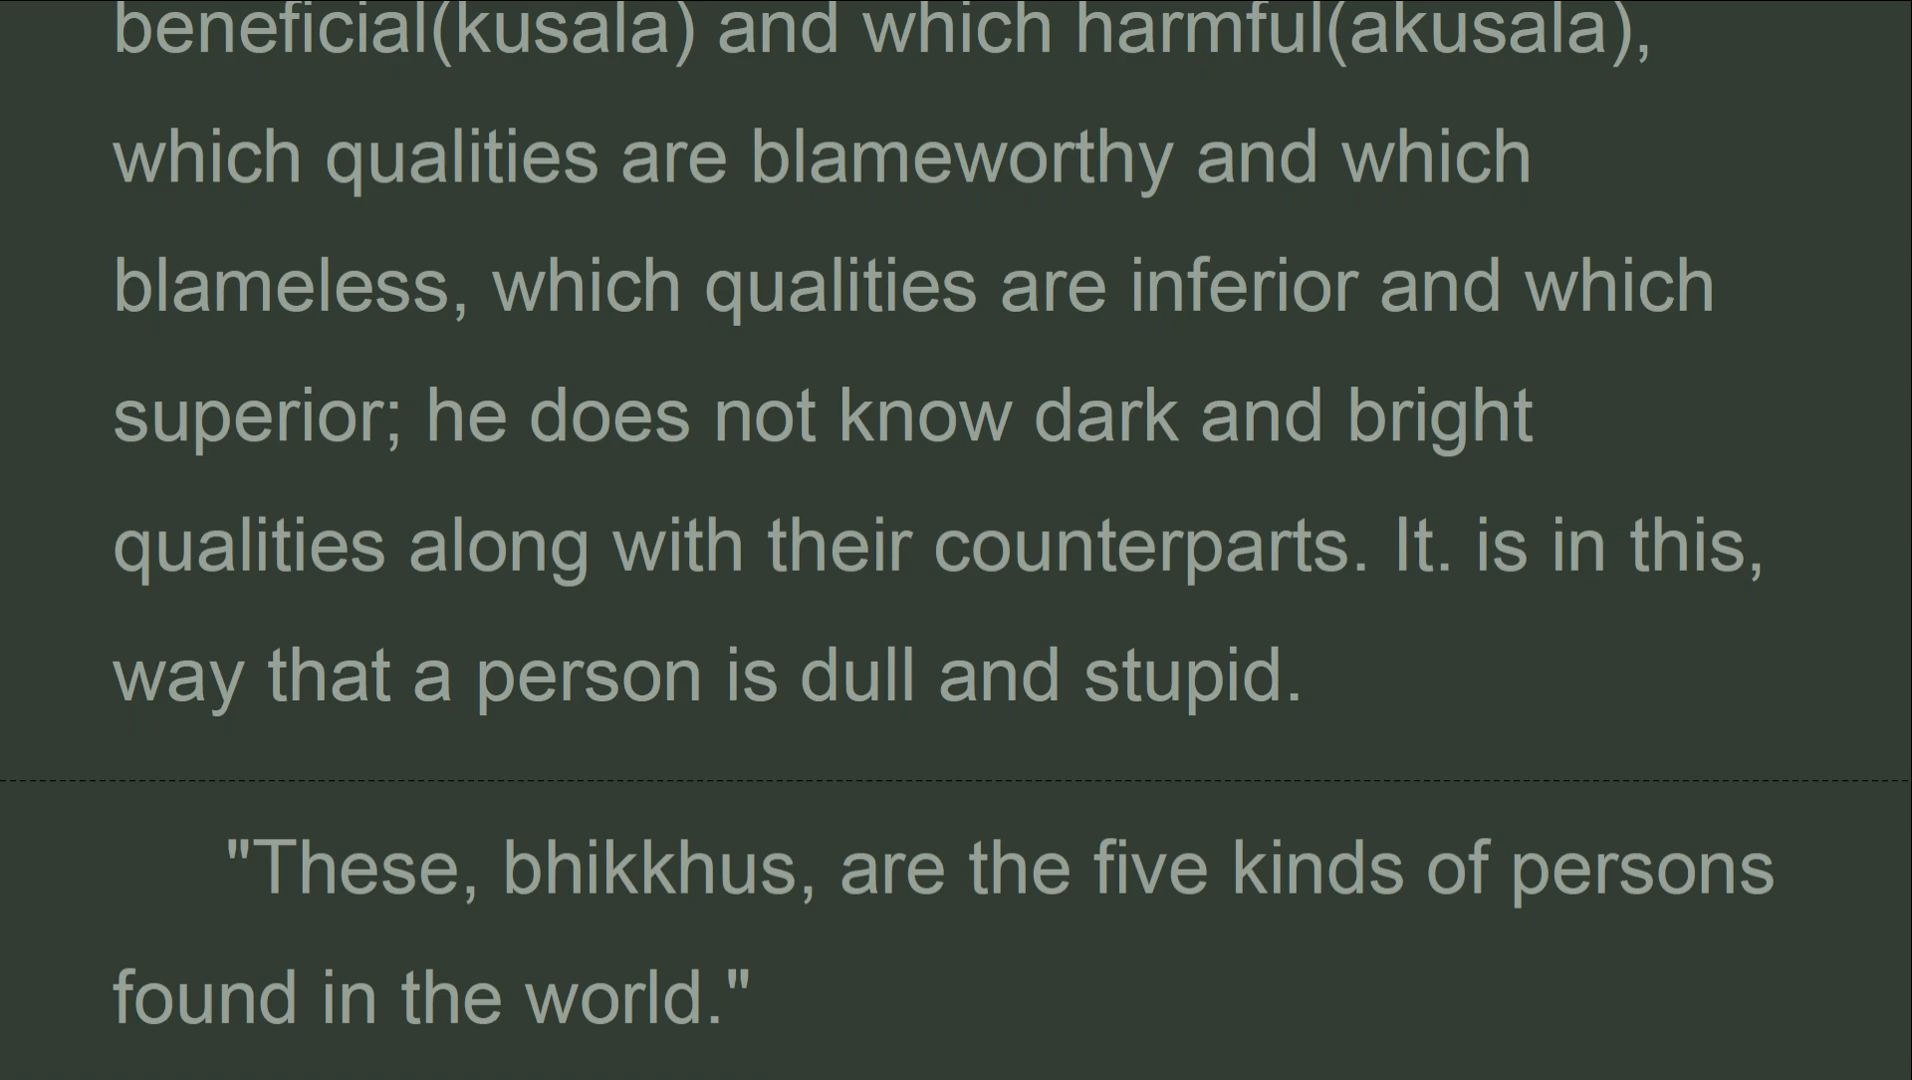 beneficial(kusala) and which harmful(akusala),
which qualities are blameworthy and which
blameless, which qualities are inferior and which
superior; he does not know dark and bright
qualities along with their counterparts. It. is in this,
way that a person is dull and stupid.
"These, bhikkhus, are the five kinds of persons
found in the world."